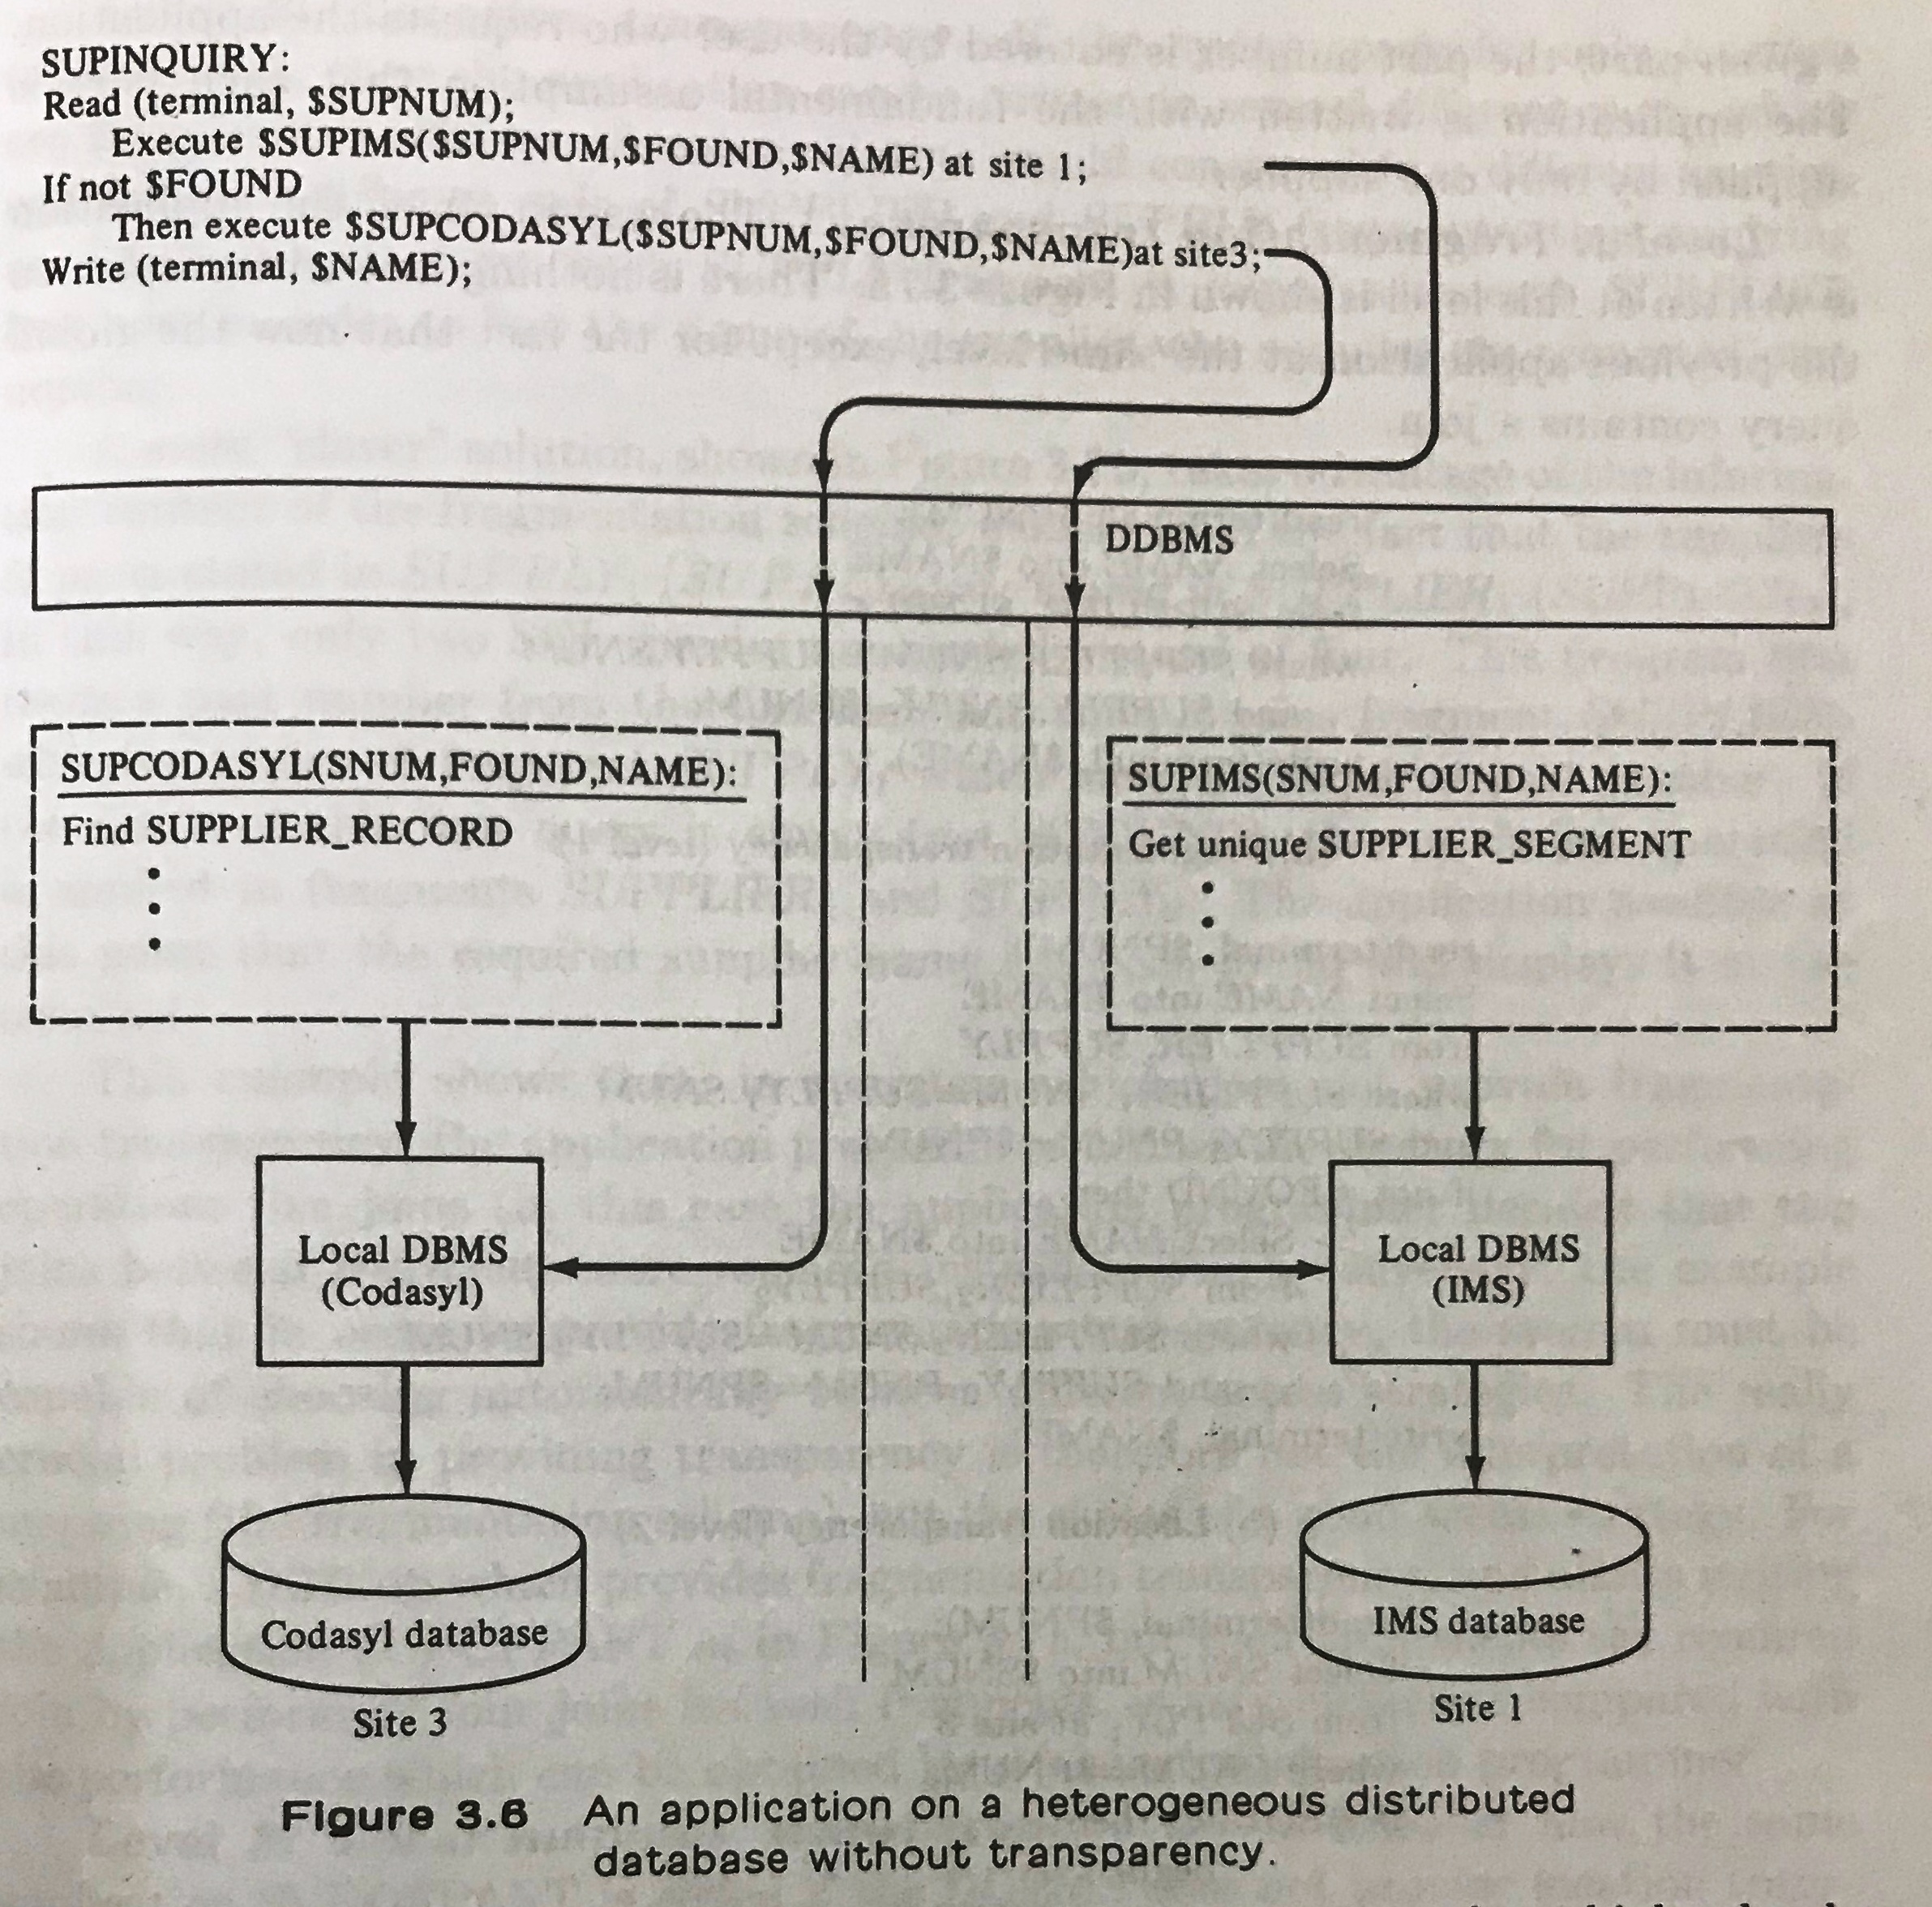 SUPINQUIRY:
Read (terminal, $SUPNUM);
Execute $SUPIMS($SUPNUM,$FOUND,$NAME) at site 1;
If not $FOUND
Then execute $SUPCODASYL($SUPNUM,$FOUND,$NAME)at site3;
Write (terminal, $NAME);
DDBMS
SUPCODASYL(SNUM,FOUND,NAME):
Find SUPPLIER_RECORD
SUPIMS(SNUM,FOUND,NAME):
Get unique SUPPLIER_SEGMENT
Local DBMS
(Codasyl)
Local DBMS
(IMS)
Codasyl database
IMS database
Site 3
Site 1
Figure 3.6 An application on a heterogeneous distributed
database without transparency.